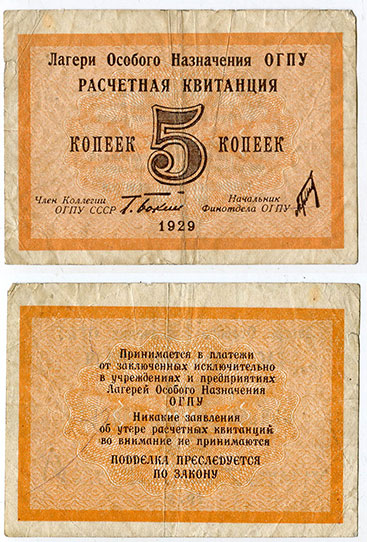 Лагери Особого Назначения ОГПУ
РАСЧЕТНАЯ КВИТАНЦИЯ
КОПЕЕК 5 КОПЕЕК
Член Коллегии
ОГПУ СССР
Г. Бокий
Начальник
Финотдела ОГПУ
1929
Принимается в платежи
от заключенных исключительно
в учреждениях и предприятиях
Лагерей Особого Назначения
ОГПУ
Никакие заявления
об утере расчетных квитанций
во внимание не принимаются
ПОДДЕЛКА ПРЕСЛЕДУЕТСЯ
ПО ЗАКОНУ